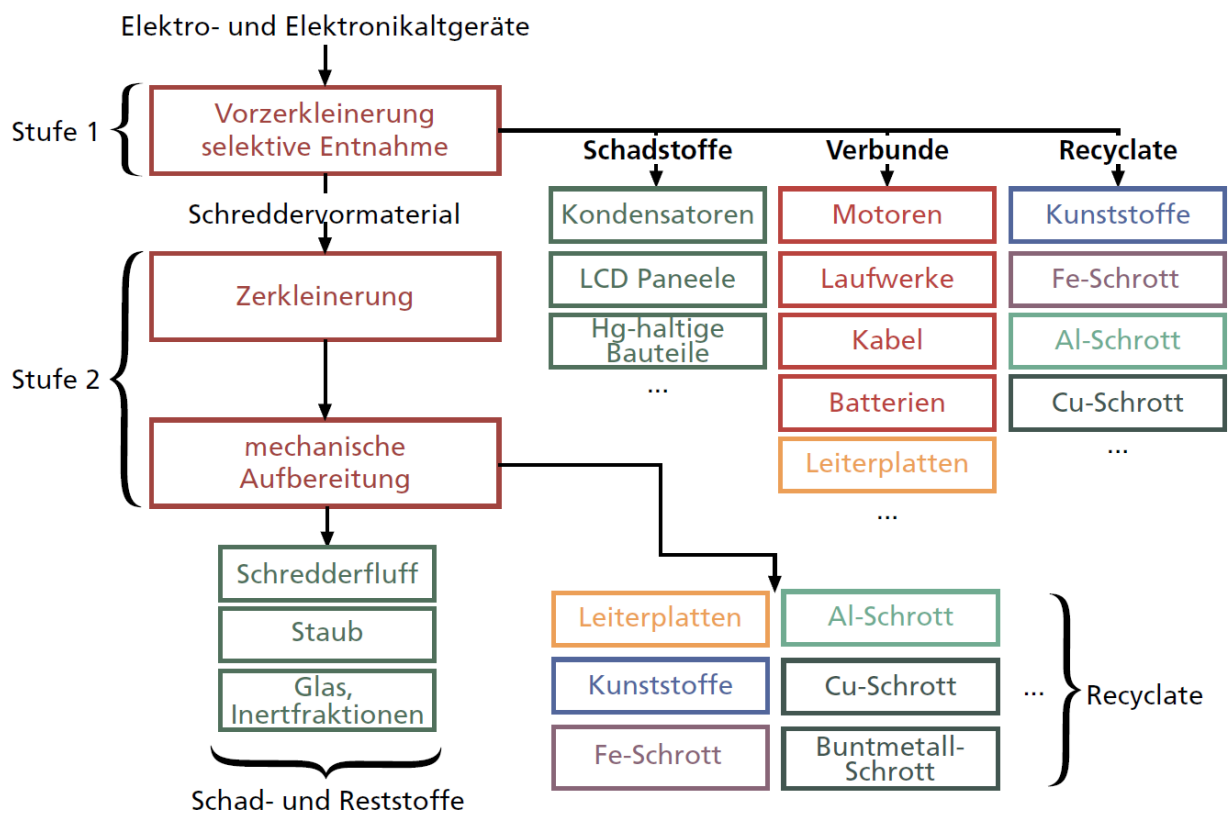 Elektro- und Elektronikaltgeräte
Stufe 1
Vorzerkleinerung
selektive Entnahme
Schadstoffe
Verbunde
Recyclate
Schreddervormaterial
Kondensatoren
LCD Paneele
Hg-haltige
Bauteile
...
Motoren
Laufwerke
Kabel
Batterien
Leiterplatten
...
Kunststoffe
Fe-Schrott
Al-Schrott
Cu-Schrott
...
Stufe 2
Zerkleinerung
mechanische
Aufbereitung
Schredderfluff
Staub
Glas,
Inertfraktionen
Schad- und Reststoffe
Leiterplatten
Kunststoffe
Fe-Schrott
Al-Schrott
Cu-Schrott
Buntmetall-
Schrott
...
Recyclate